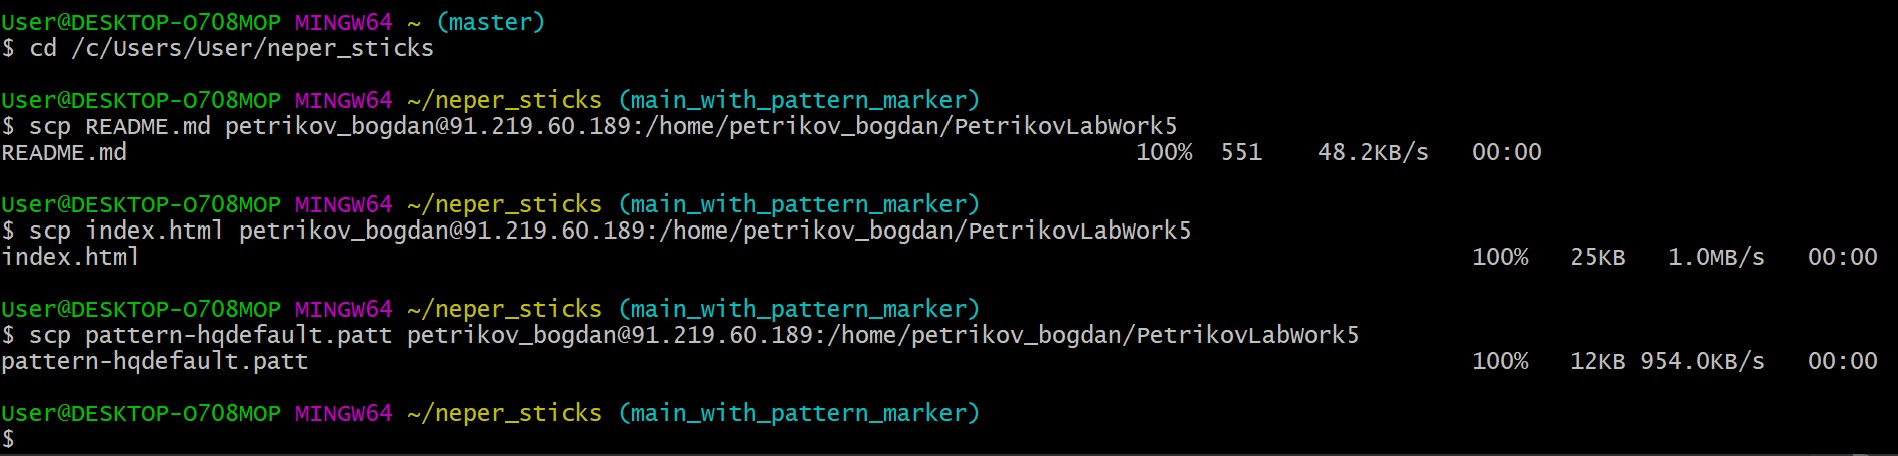 User@DESKTOP-O708MOP MINGW64 ~ (master)
$ cd /c/Users/User/neper_sticks
User@DESKTOP-O708MOP MINGW64 ~/neper_sticks (main_with_pattern_marker)
$ scp README.md petrikov_bogdan@91.219.60.189:/home/petrikov_bogdan/PetrikovLabWork5
README.md 100% 551 48.2KB/s 00:00
User@DESKTOP-O708MOP MINGW64 ~/neper_sticks (main_with_pattern_marker)
$ scp index.html petrikov_bogdan@91.219.60.189:/home/petrikov_bogdan/PetrikovLabWork5
index.html 100% 25KB 1.0MB/s 00:00
User@DESKTOP-O708MOP MINGW64 ~/neper_sticks (main_with_pattern_marker)
$ scp pattern-hqdefault.patt petrikov_bogdan@91.219.60.189:/home/petrikov_bogdan/PetrikovLabWork5
pattern-hqdefault.patt 100% 12KB 954.0KB/s 00:00
User@DESKTOP-O708MOP MINGW64 ~/neper_sticks (main_with_pattern_marker)
$